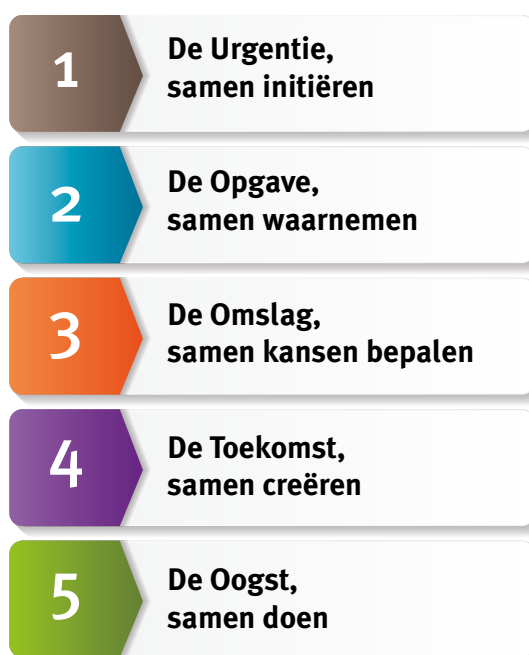 1
De Urgentie,
samen initiëren
2
De Opgave,
samen waarnemen
3
De Omslag,
samen kansen bepalen
4
De Toekomst,
samen creëren
5
De Oogst,
samen doen